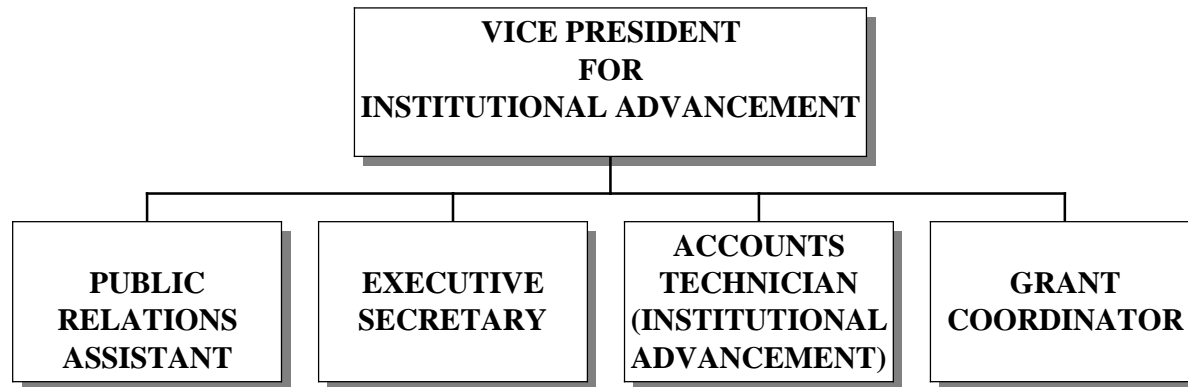 VICE PRESIDENT
FOR
INSTITUTIONAL ADVANCEMENT
PUBLIC
RELATIONS
ASSISTANT
EXECUTIVE
SECRETARY
ACCOUNTS
TECHNICIAN
(INSTITUTIONAL
ADVANCEMENT)
GRANT
COORDINATOR